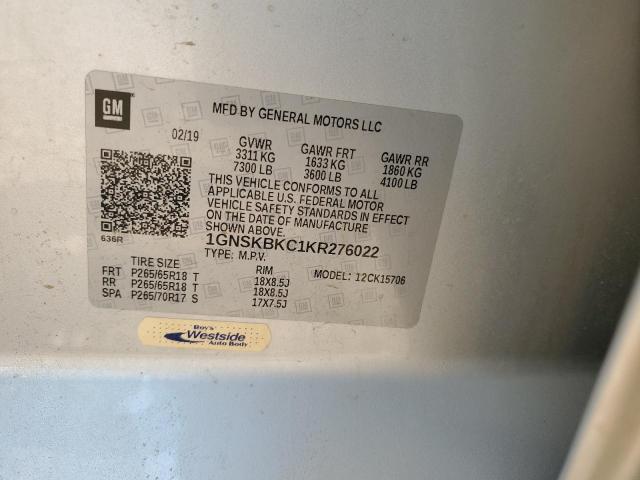 GM
MFD BY GENERAL MOTORS LLC
02/19
GVWR GAWR FRT GAWR RR
3311 KG 1633 KG 1860 KG
7300 LB 3600 LB 4100 LB
THIS VEHICLE CONFORMS TO ALL
APPLICABLE U.S. FEDERAL MOTOR
VEHICLE SAFETY STANDARDS IN EFFECT
ON THE DATE OF MANUFACTURE
SHOWN ABOVE.
636R
1GNSKBKC1KR276022
TYPE: M.P.V.
TIRE SIZE RIM MODEL: 12CK15706
FRT P265/65R18 T 18X8.5J
RR P265/65R18 T 18X8.5J
SPA P265/70R17 S 17X7.5J
Roy's
Westside
Auto Body